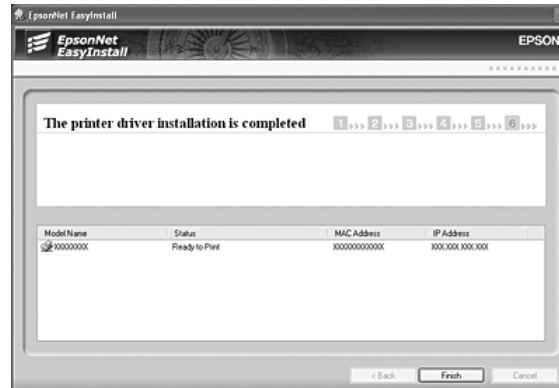 EpsonNet EasyInstall
EpsonNet
EasyInstall
EPSON
The printer driver installation is completed 1 2 3 4 5 6
Model Name Status MAC Address IP Address
XXXXXXXX Ready to Print XXXXXXXXXXXX XXX.XXX.XXX.XXX
< Back Finish Cancel